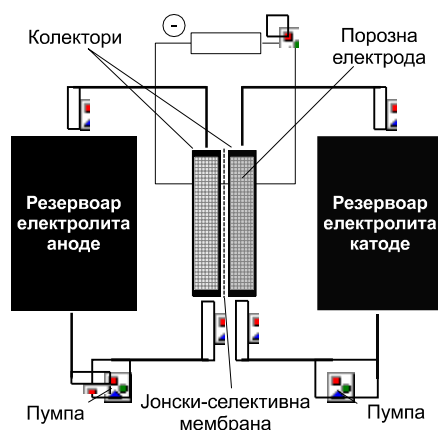 Колектори
Порозна
електрода
Резервоар
електролита
аноде
Резервоар
електролита
катоде
Пумпа
Јонски-селективна
мембрана
Пумпа